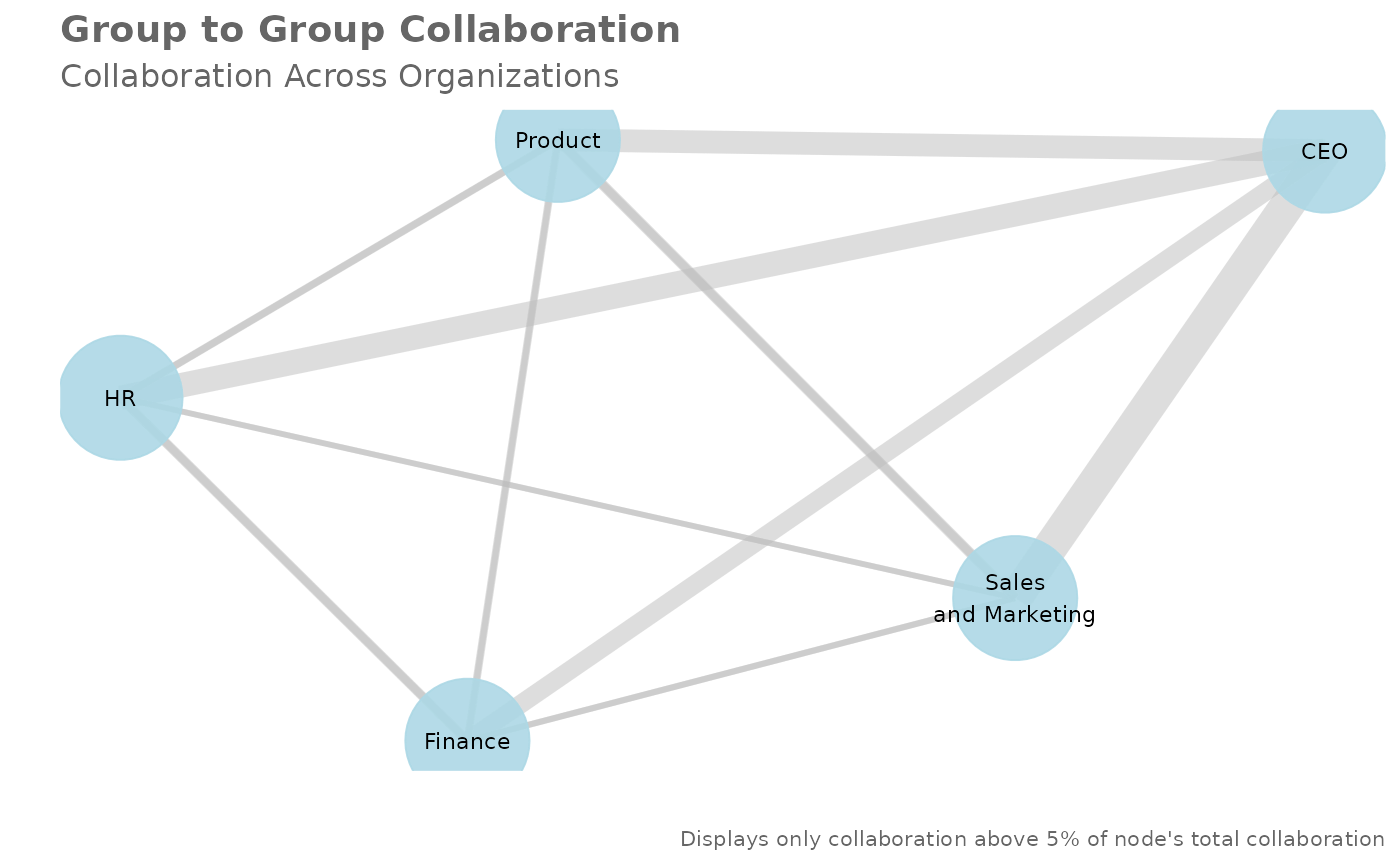 Group to Group Collaboration
Collaboration Across Organizations
Product
CEO
HR
Sales
and Marketing
Finance
Displays only collaboration above 5% of node's total collaboration